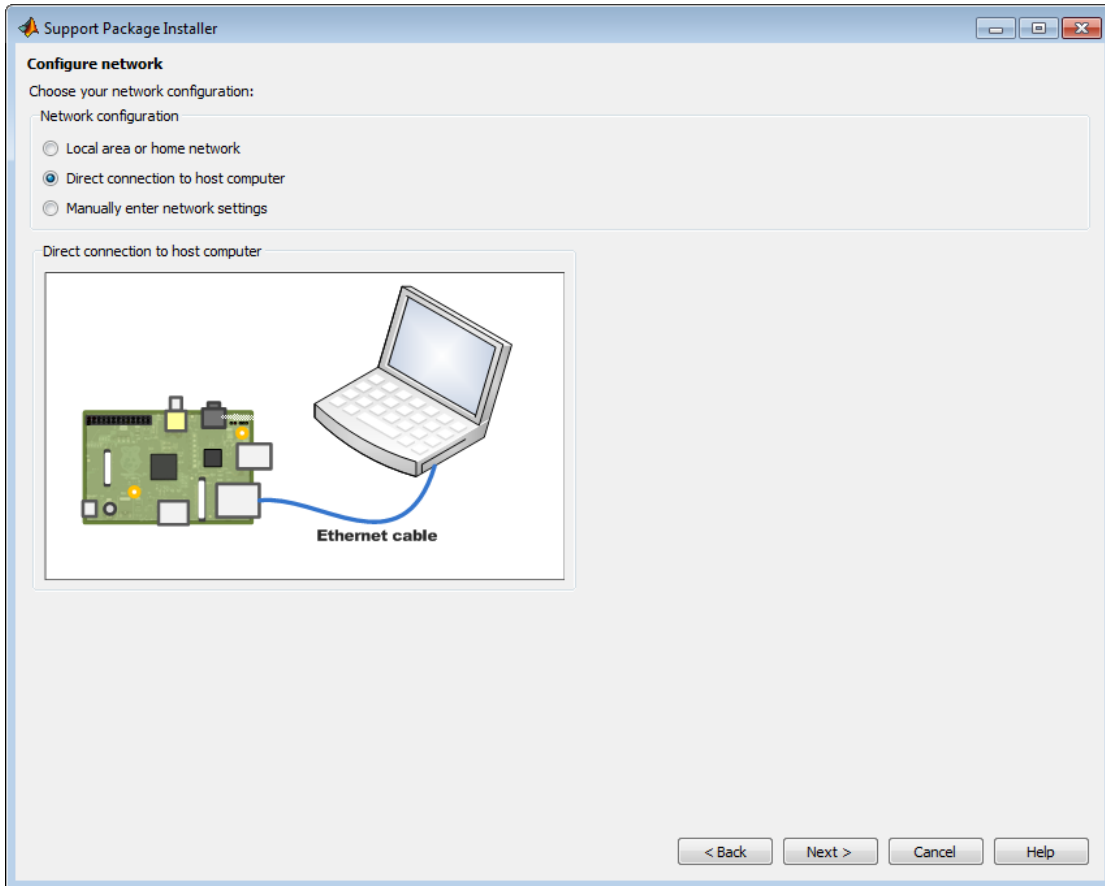 Support Package Installer
Configure network
Choose your network configuration:
Network configuration
Local area or home network
Direct connection to host computer
Manually enter network settings
Direct connection to host computer
Ethernet cable
< Back Next > Cancel Help